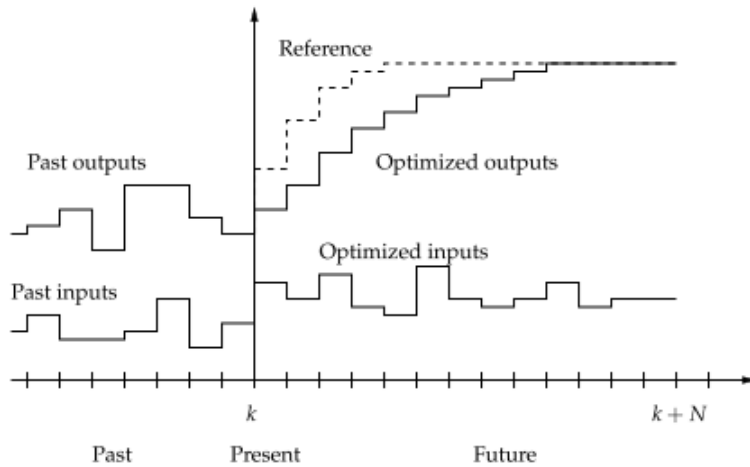 Reference
Past outputs
Optimized outputs
Optimized inputs
Past inputs
k
k + N
Past
Present
Future